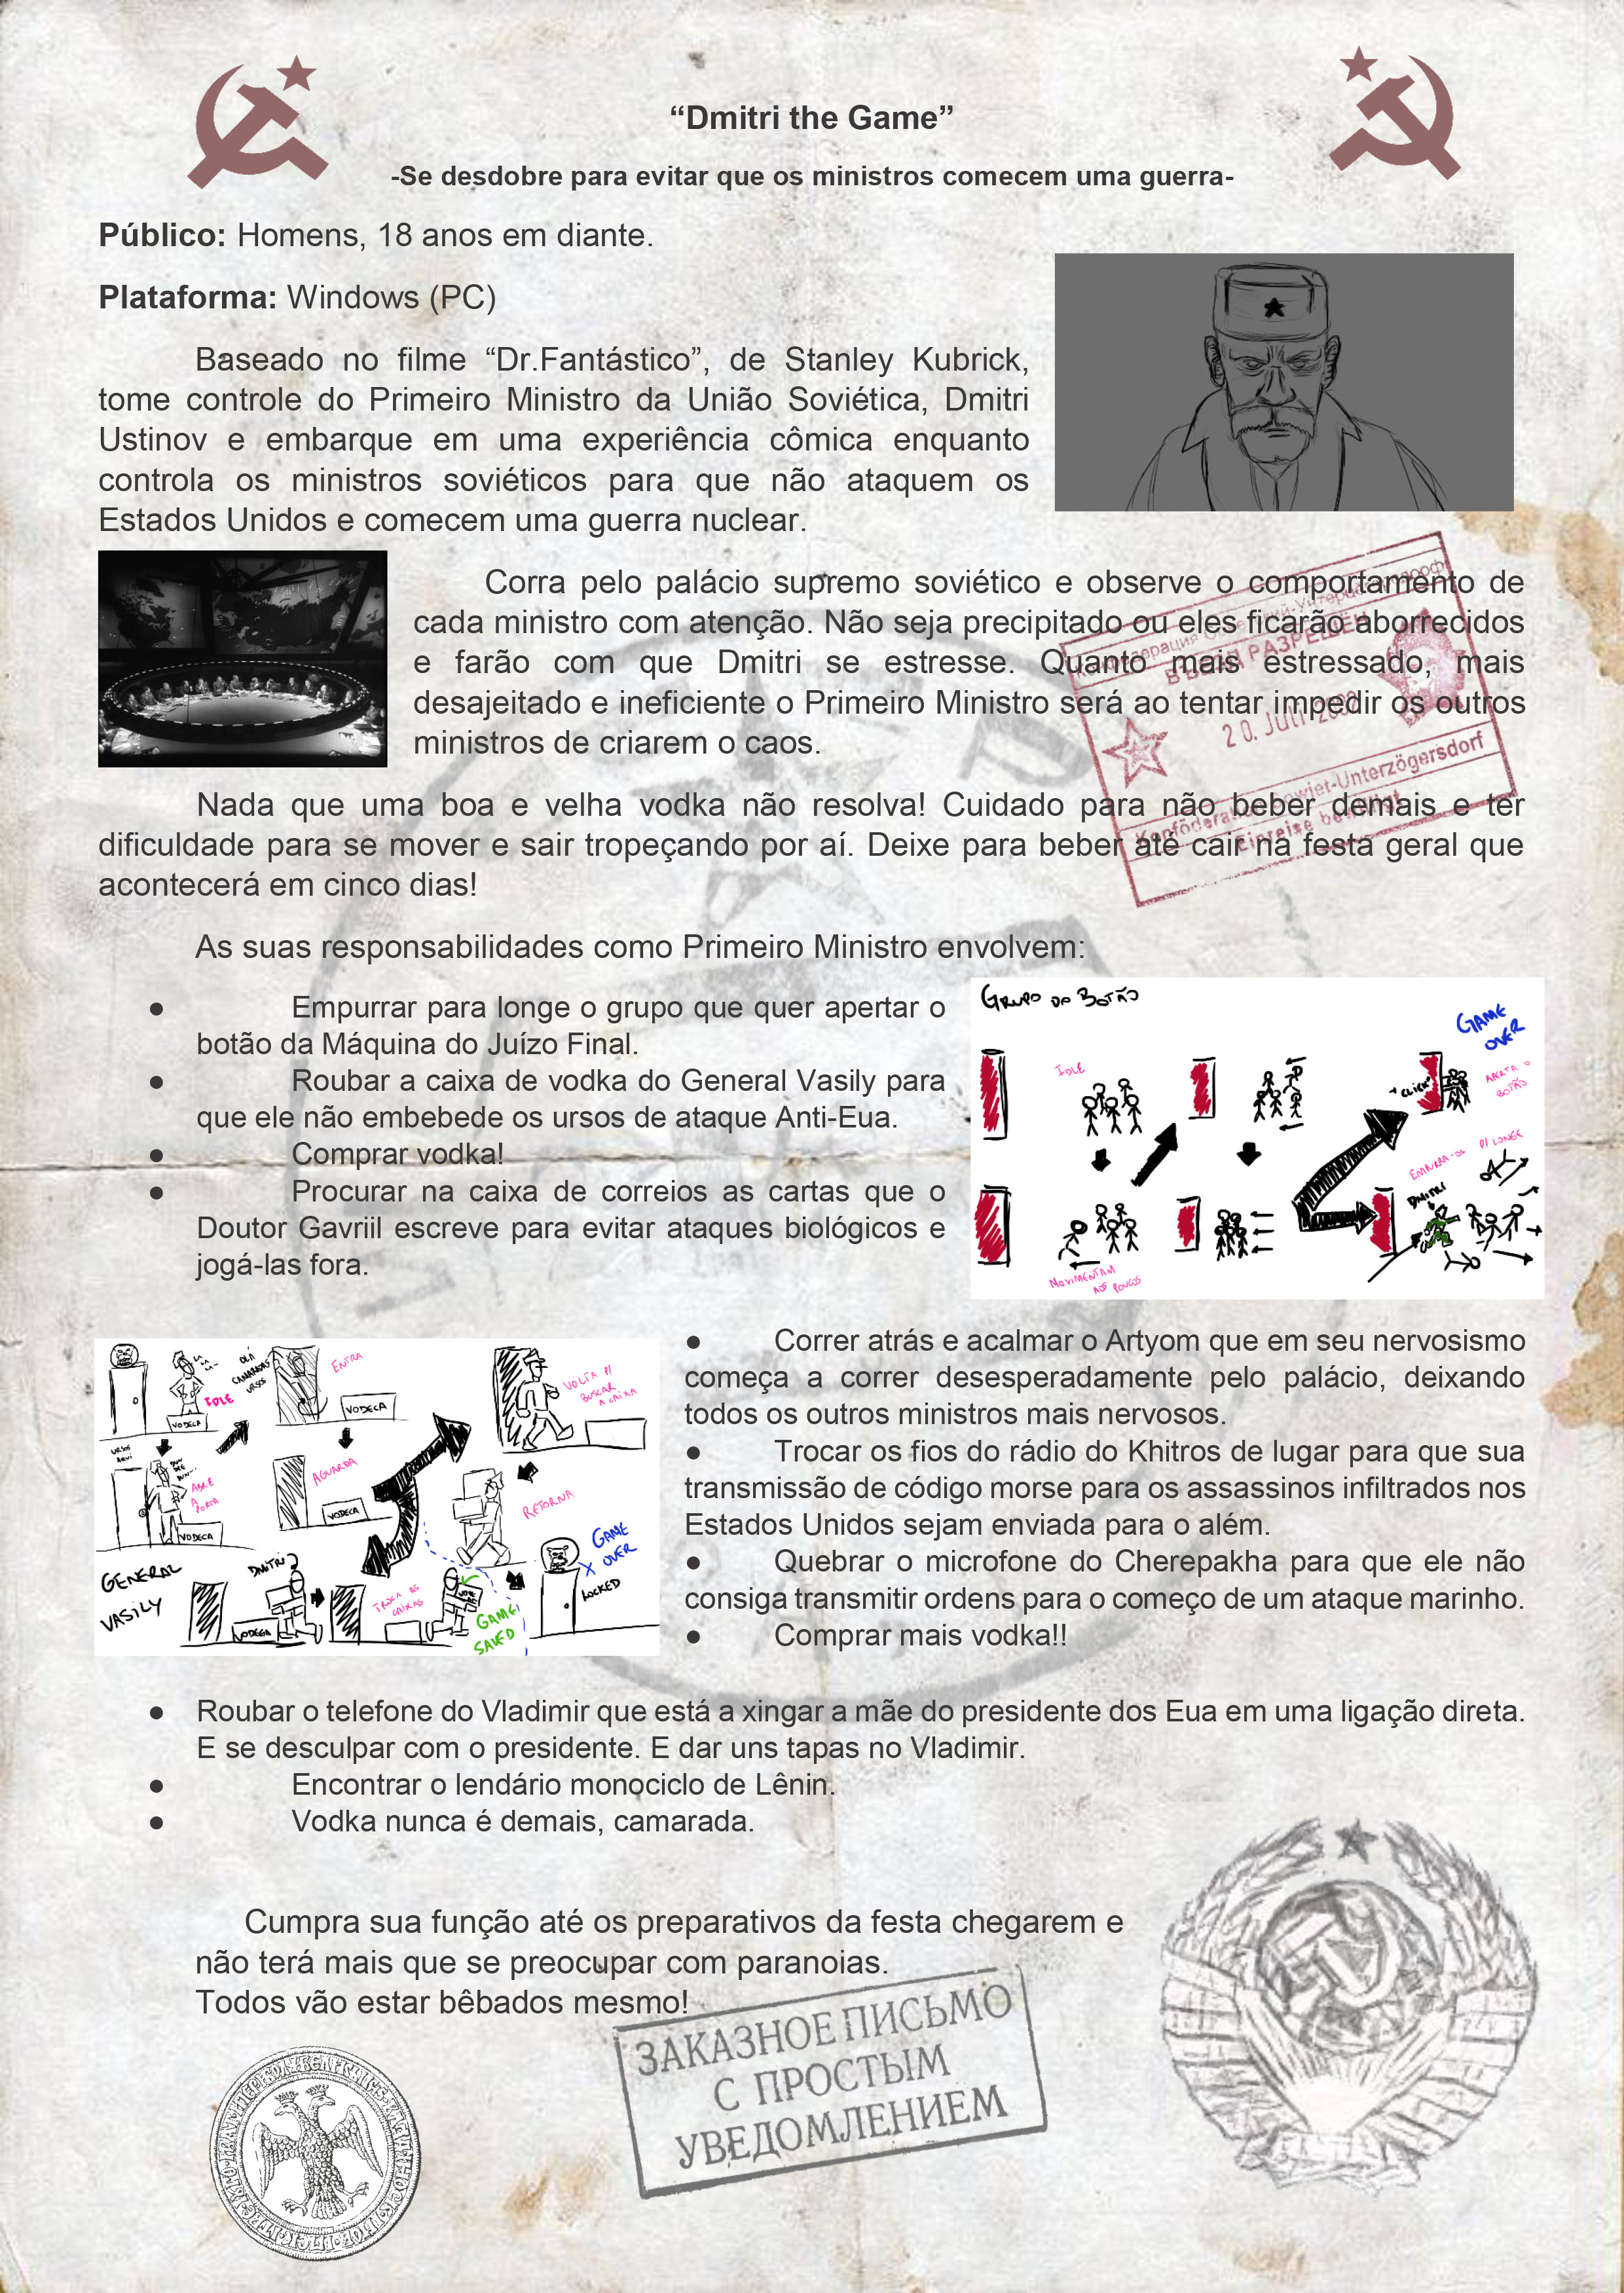 “Dmitri the Game”
-Se desdobre para evitar que os ministros comecem uma guerra-
Público: Homens, 18 anos em diante.
Plataforma: Windows (PC)
Baseado no filme “Dr.Fantástico”, de Stanley Kubrick,
tome controle do Primeiro Ministro da União Soviética, Dmitri
Ustinov e embarque em uma experiência cômica enquanto
controla os ministros soviéticos para que não ataquem os
Estados Unidos e comecem uma guerra nuclear.
Corra pelo palácio supremo soviético e observe o comportamento de
cada ministro com atenção. Não seja precipitado ou eles ficarão aborrecidos
e farão com que Dmitri se estresse. Quanto mais estressado, mais
desajeitado e ineficiente o Primeiro Ministro será ao tentar impedir os outros
ministros de criarem o caos.
ВЪЕЗД РАЗРЕШЁН
20. Juli
Konföderation Sowjet-Unterzögersdorf
Einreise bewilligt
Nada que uma boa e velha vodka não resolva! Cuidado para não beber demais e ter
dificuldade para se mover e sair tropeçando por aí. Deixe para beber até cair na festa geral que
acontecerá em cinco dias!
As suas responsabilidades como Primeiro Ministro envolvem:
● Empurrar para longe o grupo que quer apertar o
botão da Máquina do Juízo Final.
● Roubar a caixa de vodka do General Vasily para
que ele não embebede os ursos de ataque Anti-Eua.
● Comprar vodka!
● Procurar na caixa de correios as cartas que o
Doutor Gavriil escreve para evitar ataques biológicos e
jogá-las fora.
GRUPO DO BOTÃO
IDLE
GAME
OVER
CLICK
APERTA O
BOTÃO
EMPURRA-OS P/ LONGE
DMITRI
MOVIMENTAM
AOS POUCOS
LA
LA
LA
IDLE
VODECA
OLÁ
CAMARADAS
URSOS
ENTRA
VODECA
VOLTA P/
BUSCAR
A CAIXA
URSOS
AQUI
ABRE
A
PORTA
VODECA
AGUARDA
VODECA
RETORNA
GENERAL
VASILY
DMITRI
VODECA
TROCA AS
CAIXAS
GAME
SAVED
GAME
OVER
LOCKED
● Correr atrás e acalmar o Artyom que em seu nervosismo
começa a correr desesperadamente pelo palácio, deixando
todos os outros ministros mais nervosos.
● Trocar os fios do rádio do Khitros de lugar para que sua
transmissão de código morse para os assassinos infiltrados nos
Estados Unidos sejam enviada para o além.
● Quebrar o microfone do Cherepakha para que ele não
consiga transmitir ordens para o começo de um ataque marinho.
● Comprar mais vodka!!
● Roubar o telefone do Vladimir que está a xingar a mãe do presidente dos Eua em uma ligação direta.
E se desculpar com o presidente. E dar uns tapas no Vladimir.
● Encontrar o lendário monociclo de Lênin.
● Vodka nunca é demais, camarada.
Cumpra sua função até os preparativos da festa chegarem e
não terá mais que se preocupar com paranoias.
Todos vão estar bêbados mesmo!
ЗАКАЗНОЕ ПИСЬМО
С ПРОСТЫМ
УВЕДОМЛЕНИЕМ